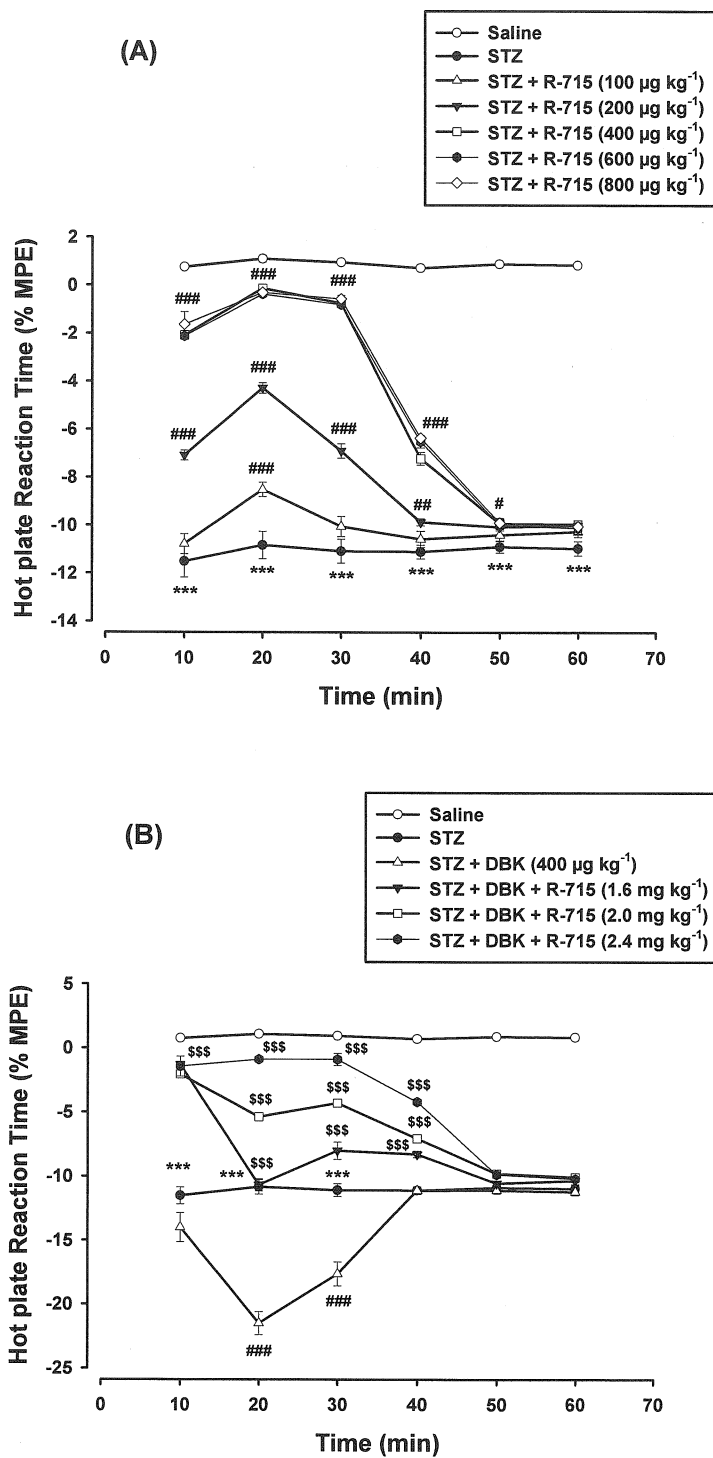 (A)
Saline
STZ
STZ + R-715 (100 µg kg⁻¹)
STZ + R-715 (200 µg kg⁻¹)
STZ + R-715 (400 µg kg⁻¹)
STZ + R-715 (600 µg kg⁻¹)
STZ + R-715 (800 µg kg⁻¹)
Hot plate Reaction Time (% MPE)
2
0
-2
-4
-6
-8
-10
-12
-14
### ### ###
###
### ###
###
###
##
#
*** *** *** *** *** ***
0 10 20 30 40 50 60 70
Time (min)
(B)
Saline
STZ
STZ + DBK (400 µg kg⁻¹)
STZ + DBK + R-715 (1.6 mg kg⁻¹)
STZ + DBK + R-715 (2.0 mg kg⁻¹)
STZ + DBK + R-715 (2.4 mg kg⁻¹)
Hot plate Reaction Time (% MPE)
5
0
-5
-10
-15
-20
-25
$$$ $$$ $$$
$$$
$$$ $$$ $$$
$$$ $$$
$$$
*** *** ***
###
###
0 10 20 30 40 50 60 70
Time (min)